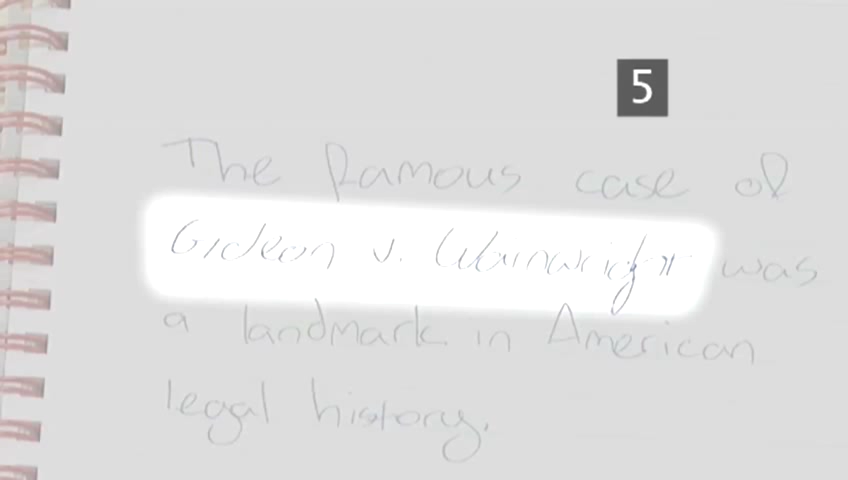 5
The famous case of
Gideon v. Wainwright was
a landmark in American
legal history.